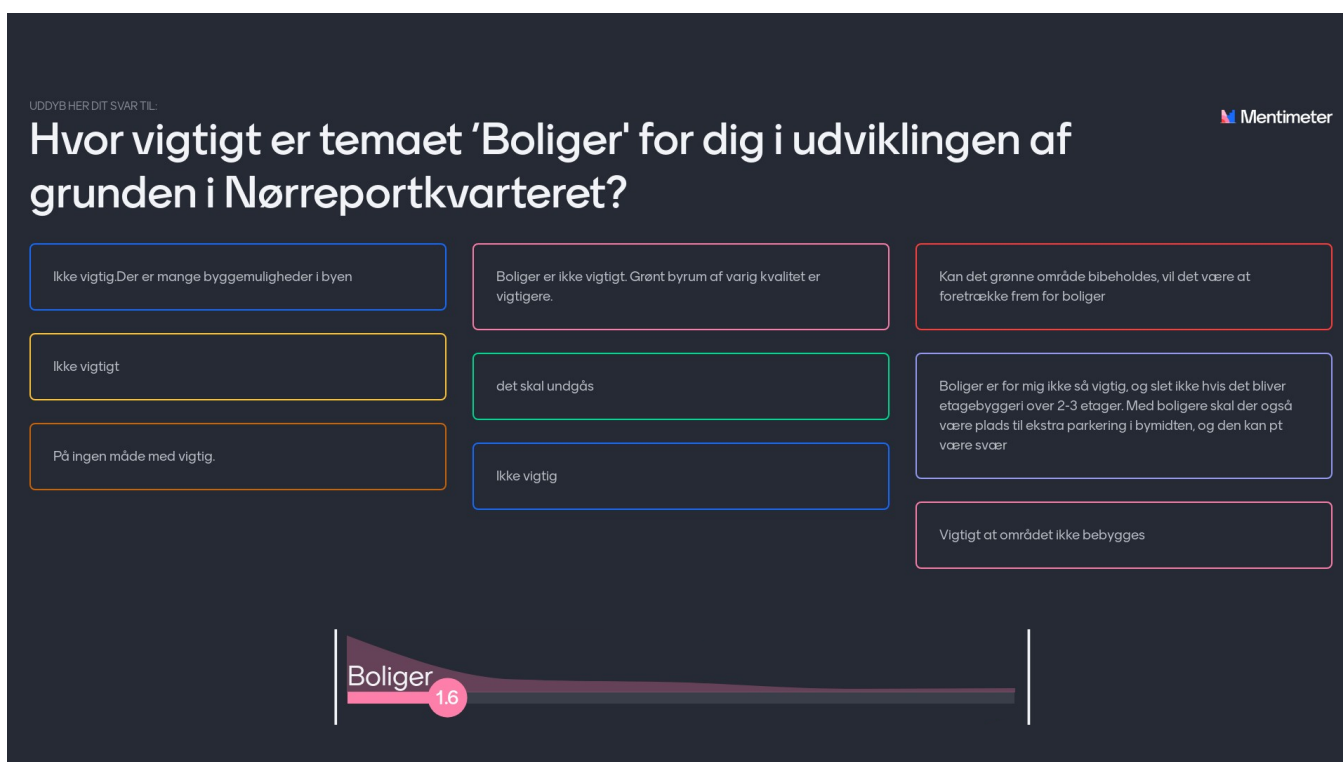 UDDYB HER DIT SVAR TIL:
Hvor vigtigt er temaet ’Boliger' for dig i udviklingen af
grunden i Nørreportkvarteret?
Mentimeter
Ikke vigtig.Der er mange byggemuligheder i byen
Ikke vigtigt
På ingen måde med vigtig.
Boliger er ikke vigtigt. Grønt byrum af varig kvalitet er
vigtigere.
det skal undgås
Ikke vigtig
Kan det grønne område bibeholdes, vil det være at
foretrække frem for boliger
Boliger er for mig ikke så vigtig, og slet ikke hvis det bliver
etagebyggeri over 2-3 etager. Med boligere skal der også
være plads til ekstra parkering i bymidten, og den kan pt
være svær
Vigtigt at området ikke bebygges
Boliger
1.6